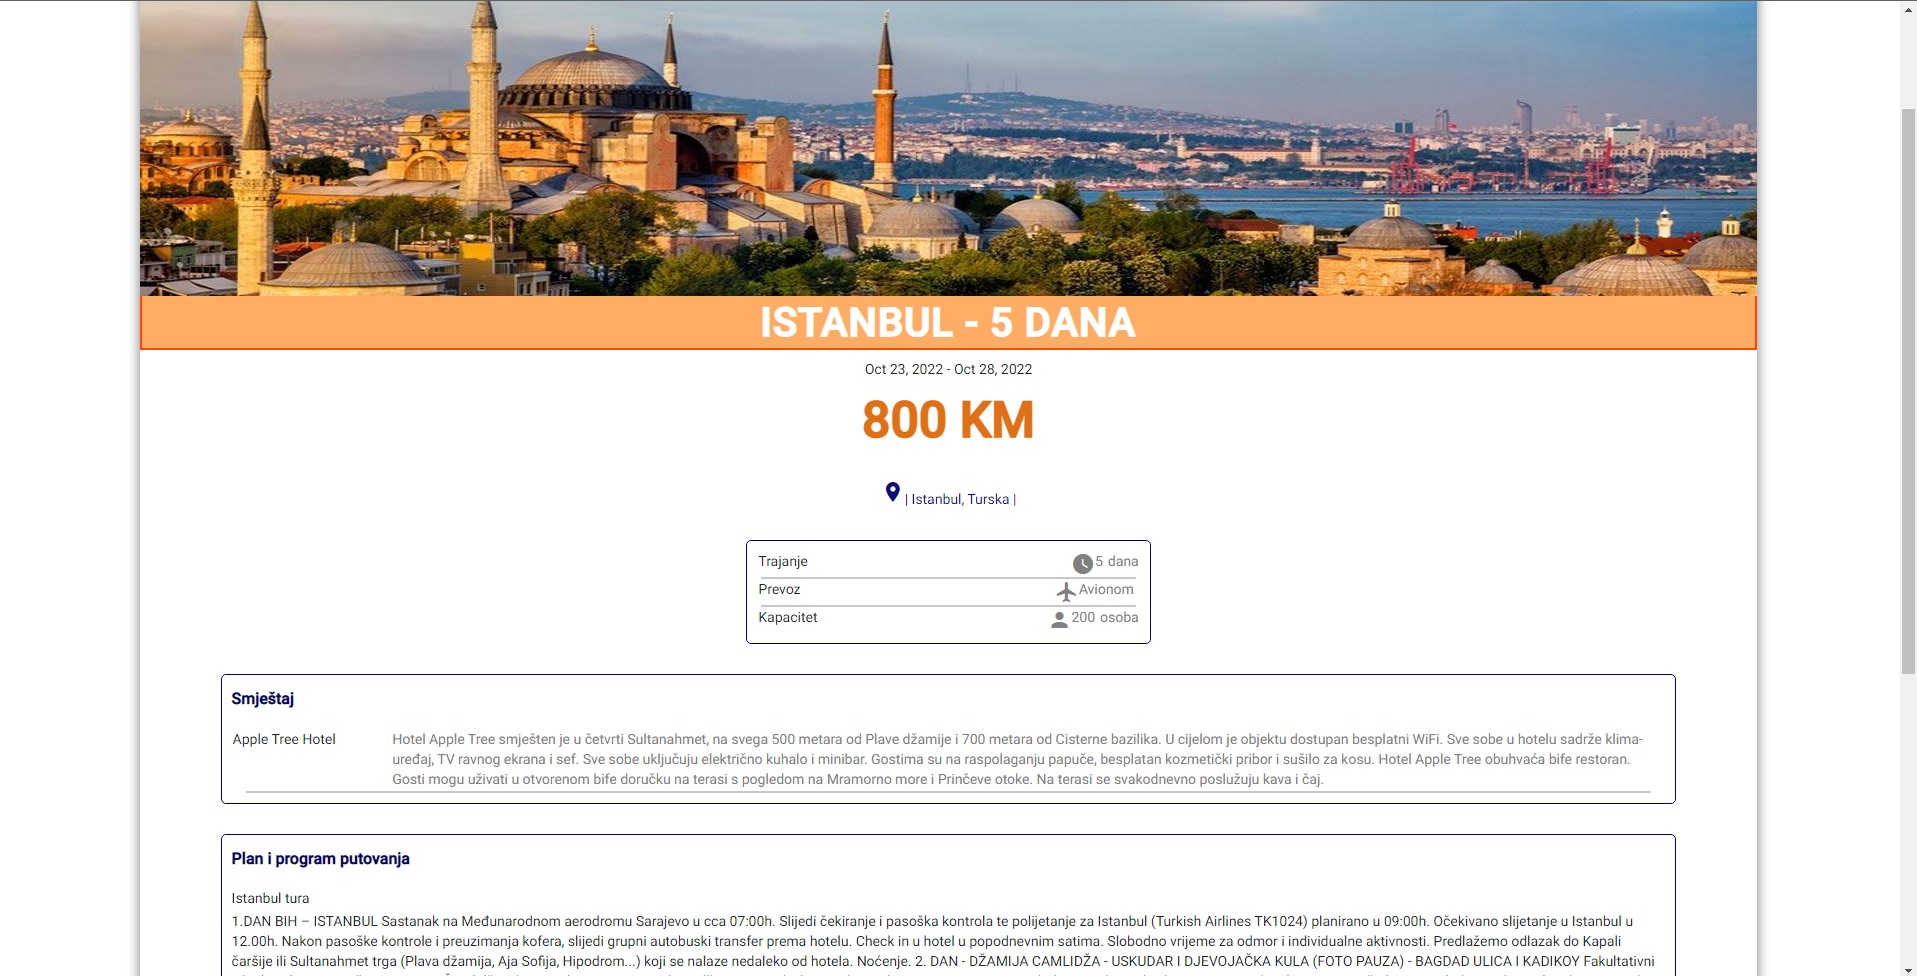 ISTANBUL - 5 DANA
Oct 23, 2022 - Oct 28, 2022
800 KM
| Istanbul, Turska |
Trajanje 5 dana
Prevoz Avionom
Kapacitet 200 osoba
Smještaj
Apple Tree Hotel Hotel Apple Tree smješten je u četvrti Sultanahmet, na svega 500 metara od Plave džamije i 700 metara od Cisterne bazilika. U cijelom je objektu dostupan besplatni WiFi. Sve sobe u hotelu sadrže klima-
uređaj, TV ravnog ekrana i sef. Sve sobe uključuju električno kuhalo i minibar. Gostima su na raspolaganju papuče, besplatan kozmetički pribor i sušilo za kosu. Hotel Apple Tree obuhvaća bife restoran.
Gosti mogu uživati u otvorenom bife doručku na terasi s pogledom na Mramorno more i Prinčeve otoke. Na terasi se svakodnevno poslužuju kava i čaj.
Plan i program putovanja
Istanbul tura
1.DAN BIH – ISTANBUL Sastanak na Međunarodnom aerodromu Sarajevo u cca 07:00h. Slijedi čekiranje i pasoška kontrola te polijetanje za Istanbul (Turkish Airlines TK1024) planirano u 09:00h. Očekivano slijetanje u Istanbul u
12.00h. Nakon pasoške kontrole i preuzimanja kofera, slijedi grupni autobuski transfer prema hotelu. Check in u hotel u popodnevnim satima. Slobodno vrijeme za odmor i individualne aktivnosti. Predlažemo odlazak do Kapali
čaršije ili Sultanahmet trga (Plava džamija, Aja Sofija, Hipodrom...) koji se nalaze nedaleko od hotela. Noćenje. 2. DAN - DŽAMIJA CAMLIDŽA - USKUDAR I DJEVOJAČKA KULA (FOTO PAUZA) - BAGDAD ULICA I KADIKOY Fakultativni